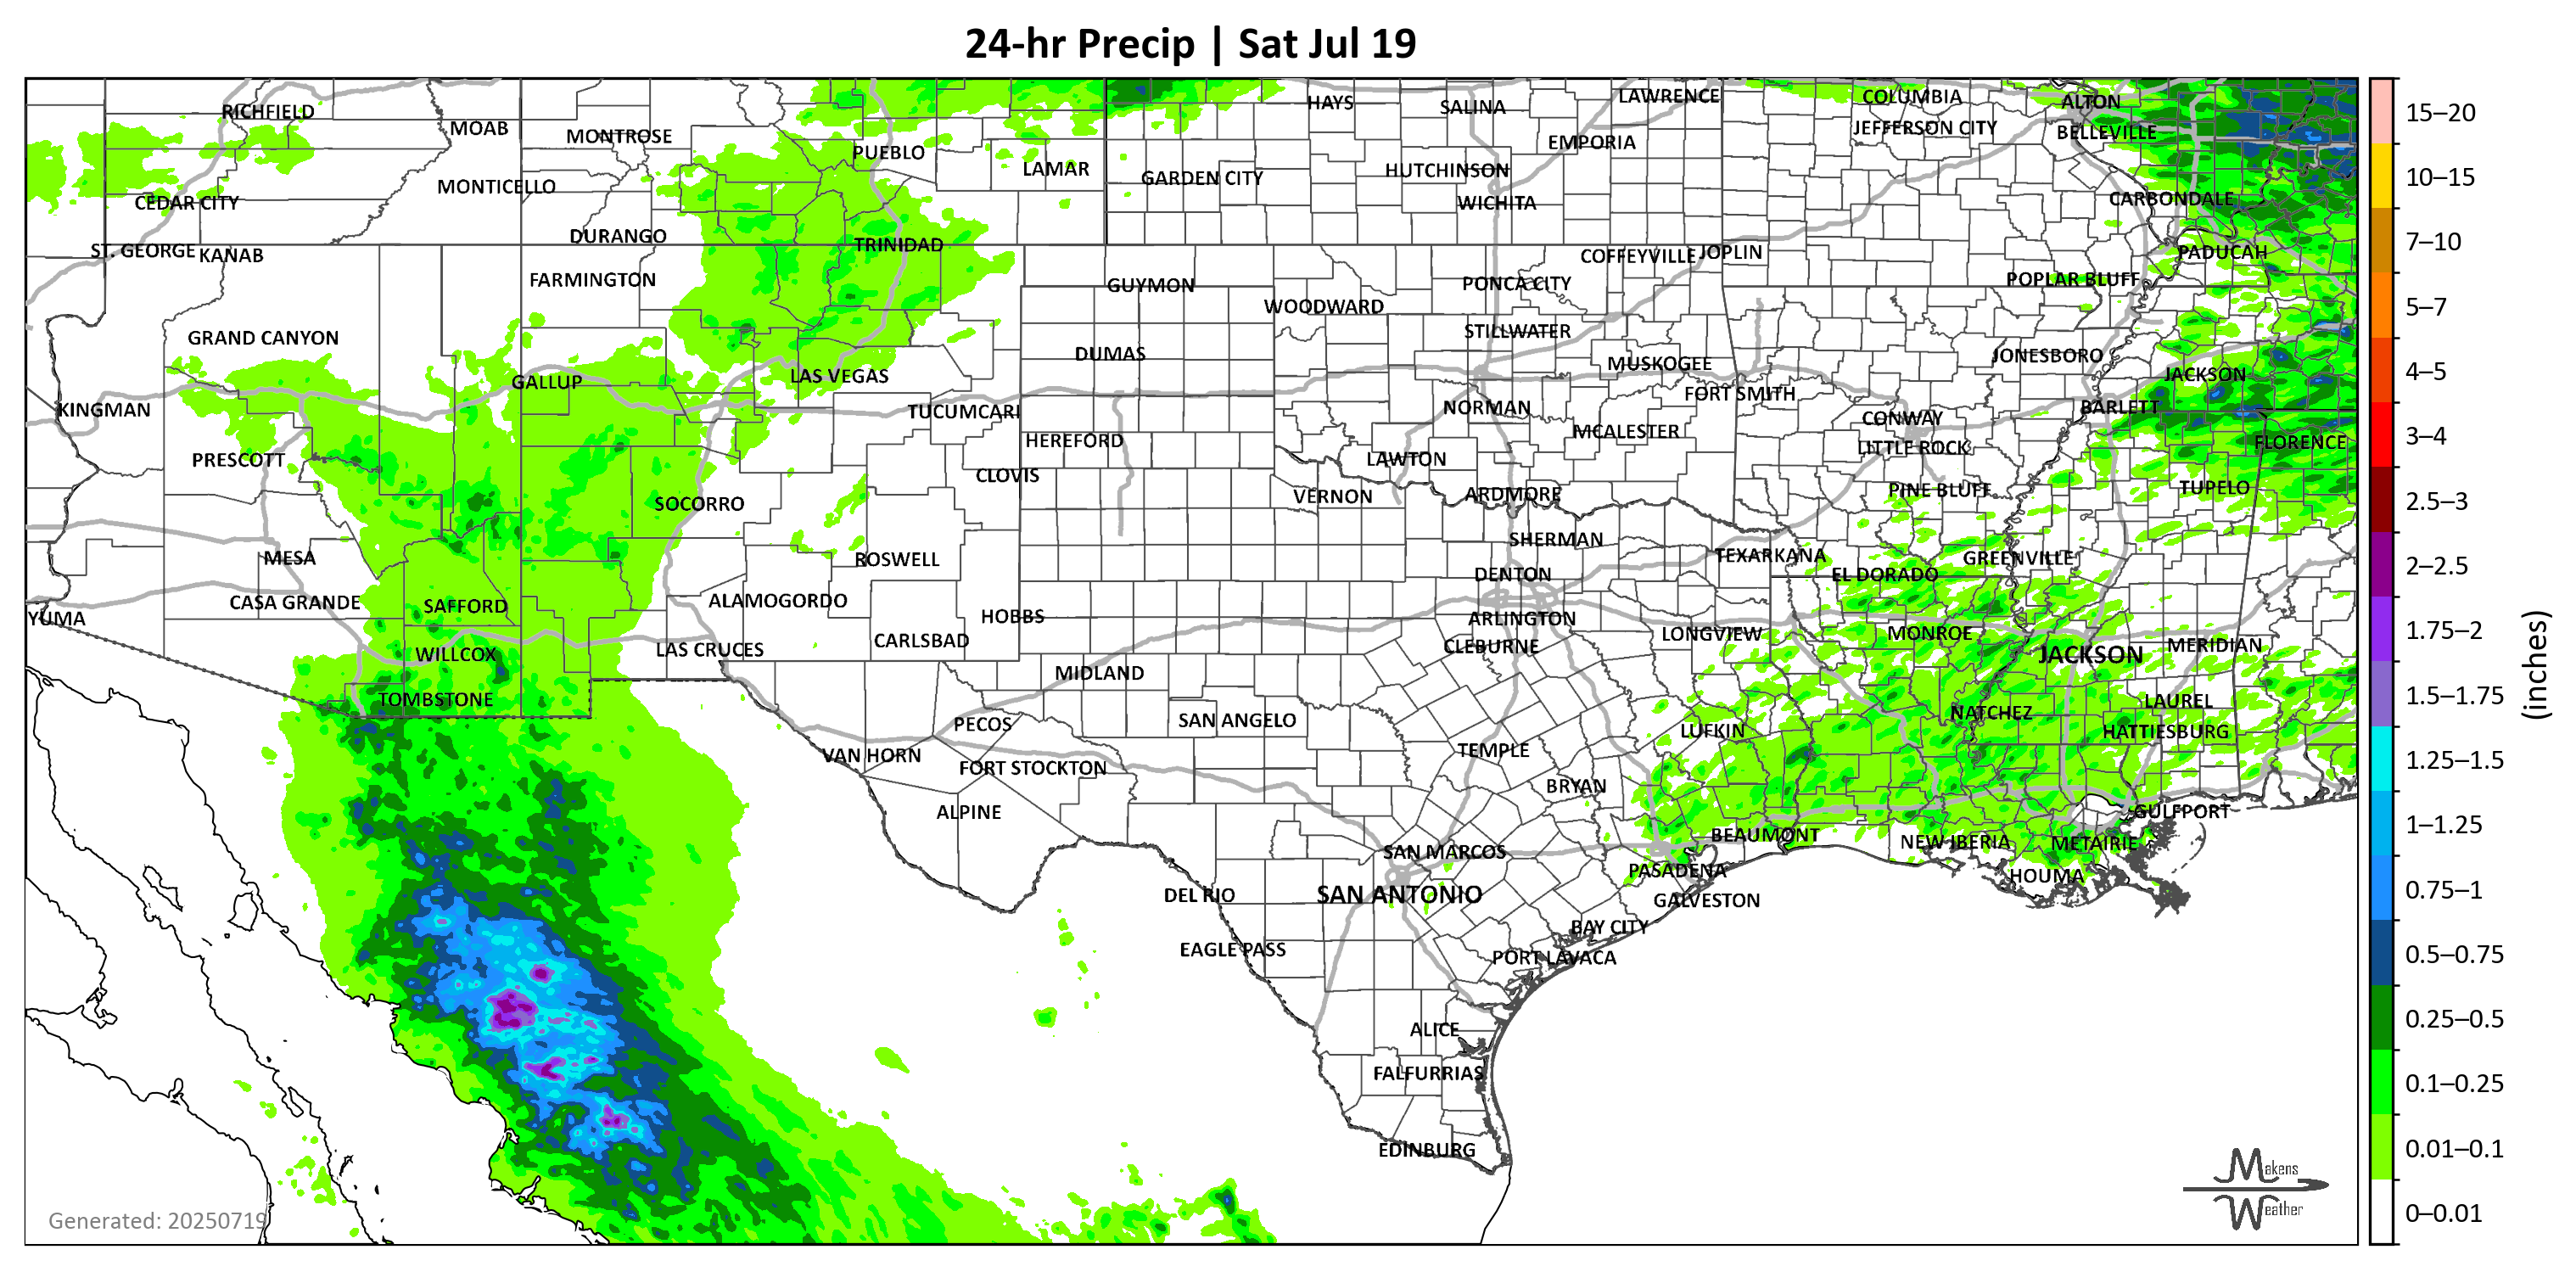 24-hr Precip | Sat Jul 19
RICHFIELD
MOAB
MONTROSE
PUEBLO
LAMAR
HAYS
SALINA
LAWRENCE
COLUMBIA
ALTON
JEFFERSON CITY
BELLEVILLE
EMPORIA
HUTCHINSON
GARDEN CITY
MONTICELLO
CEDAR CITY
WICHITA
CARBONDALE
DURANGO
TRINIDAD
ST. GEORGE
KANAB
COFFEYVILLE
JOPLIN
PADUCAH
FARMINGTON
GUYMON
PONCA CITY
POPLAR BLUFF
WOODWARD
GRAND CANYON
STILLWATER
DUMAS
JONESBORO
MUSKOGEE
GALLUP
LAS VEGAS
JACKSON
FORT SMITH
KINGMAN
TUCUMCARI
NORMAN
BARLETT
CONWAY
MCALESTER
HEREFORD
LITTLE ROCK
FLORENCE
PRESCOTT
LAWTON
CLOVIS
TUPELO
SOCORRO
VERNON
ARDMORE
PINE BLUFF
MESA
ROSWELL
SHERMAN
TEXARKANA
GREENVILLE
DENTON
EL DORADO
CASA GRANDE
SAFFORD
ALAMOGORDO
HOBBS
YUMA
ARLINGTON
CARLSBAD
LONGVIEW
MONROE
CLEBURNE
MERIDIAN
WILLCOX
LAS CRUCES
JACKSON
MIDLAND
TOMBSTONE
LAUREL
NATCHEZ
PECOS
SAN ANGELO
LUFKIN
HATTIESBURG
VAN HORN
TEMPLE
FORT STOCKTON
BRYAN
ALPINE
GULFPORT
BEAUMONT
NEW IBERIA
METAIRIE
SAN MARCOS
PASADENA
HOUMA
DEL RIO
SAN ANTONIO
GALVESTON
BAY CITY
EAGLE PASS
PORT LAVACA
ALICE
FALFURRIAS
EDINBURG
Generated: 20250719
Makens
Weather
15–20
10–15
7–10
5–7
4–5
3–4
2.5–3
2–2.5
1.75–2
1.5–1.75
1.25–1.5
1–1.25
0.75–1
0.5–0.75
0.25–0.5
0.1–0.25
0.01–0.1
0–0.01
(inches)